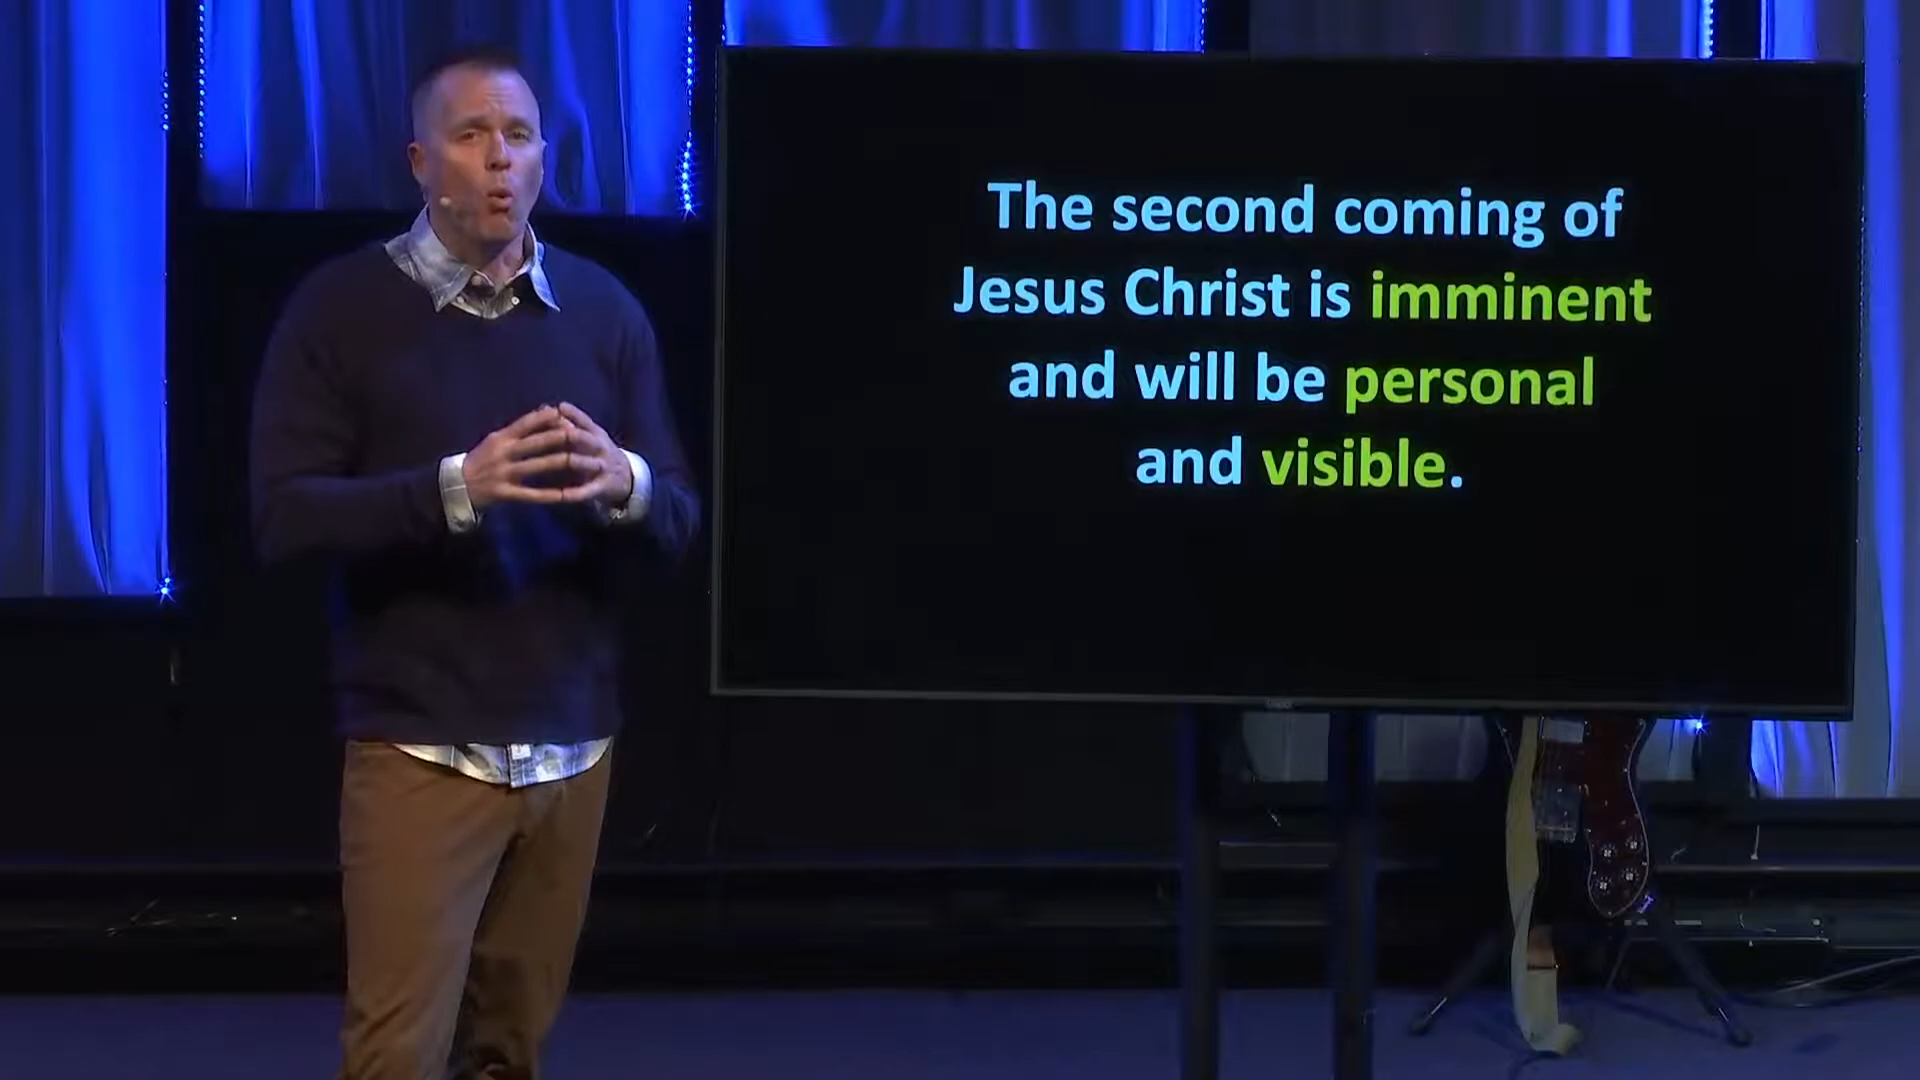 The second coming of
Jesus Christ is imminent
and will be personal
and visible.